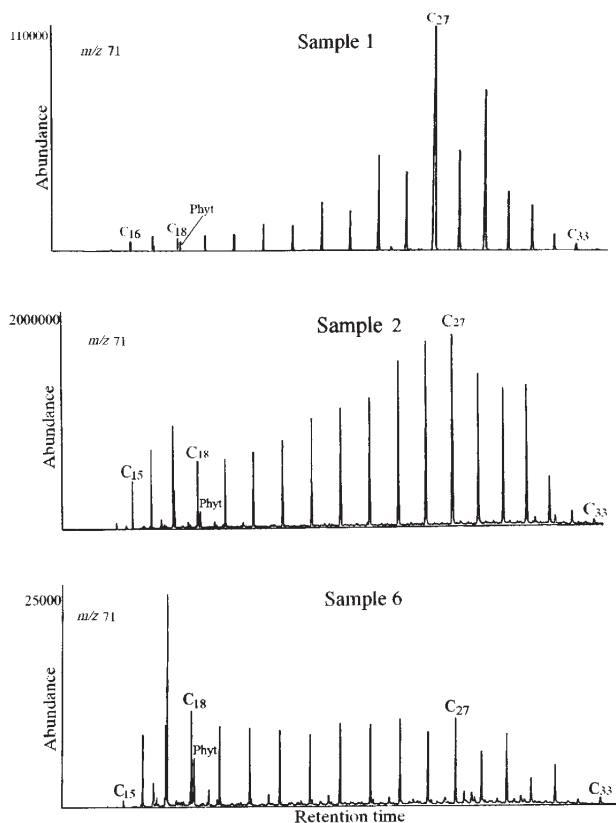 110000
m/z 71
Sample 1
C27
Abundance
C16
C18
Phyt
C33
2000000
m/z 71
Sample 2
C27
Abundance
C15
C18
Phyt
C33
25000
m/z 71
Sample 6
C18
C27
Abundance
Phyt
C15
C33
Retention time